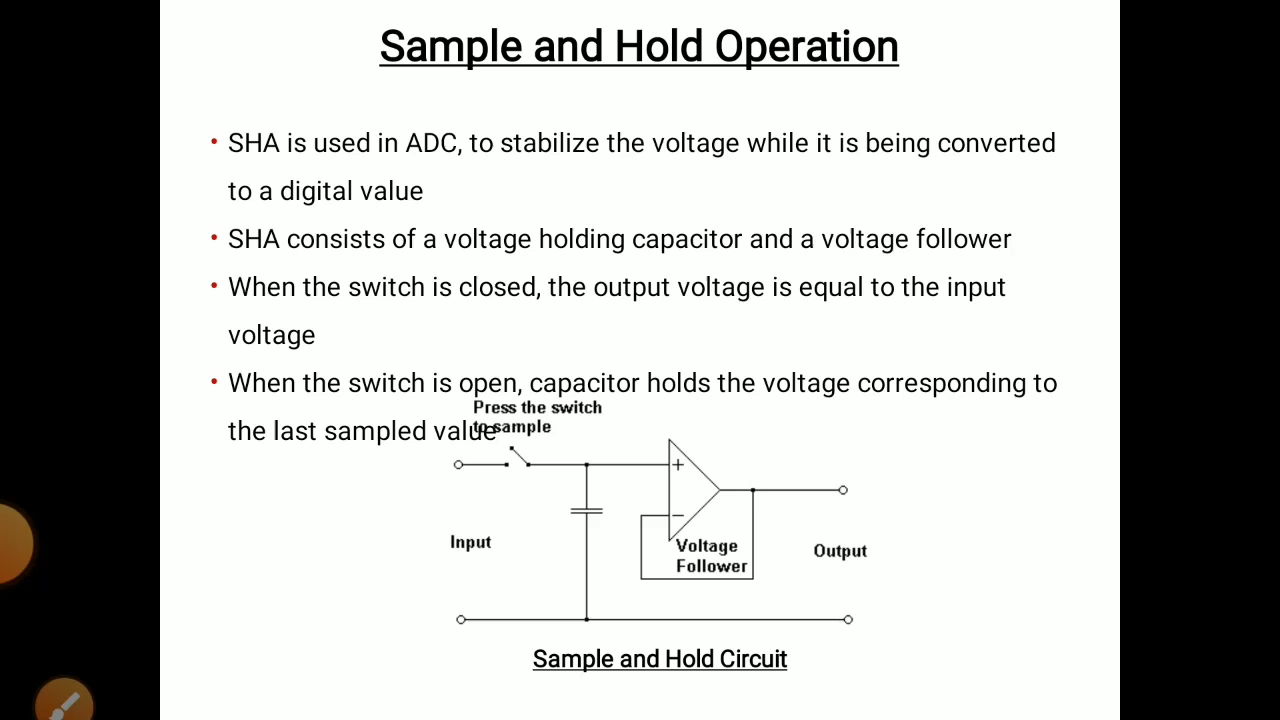 Sample and Hold Operation
• SHA is used in ADC, to stabilize the voltage while it is being converted
to a digital value
• SHA consists of a voltage holding capacitor and a voltage follower
• When the switch is closed, the output voltage is equal to the input
voltage
• When the switch is open, capacitor holds the voltage corresponding to
the last sampled value
Press the switch
to sample
+
−
Input
Voltage
Follower
Output
Sample and Hold Circuit